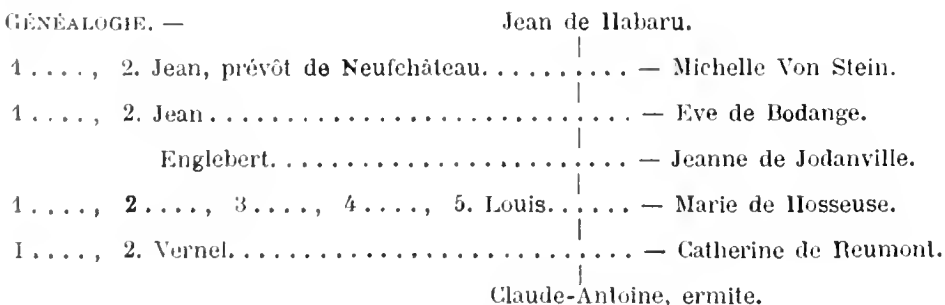 GÉNÉALOGIE. — Jean de Habaru.
1 . . . . , 2. Jean, prévôt de Neufchâteau. . . . . . . . . . — Michelle Von Stein.
1 . . . . , 2. Jean . . . . . . . . . . . . . . . . . . . . . . . . . . . . — Eve de Bodange.
Englebert. . . . . . . . . . . . . . . . . . . . . . . . — Jeanne de Jodanville.
1 . . . . , 2 . . . . , 3 . . . . , 4 . . . . , 5. Louis. . . . . . . — Marie de Hosseuse.
1 . . . . , 2. Vernel. . . . . . . . . . . . . . . . . . . . . . . . . . . — Catherine de Reumont.
Claude-Antoine, ermite.